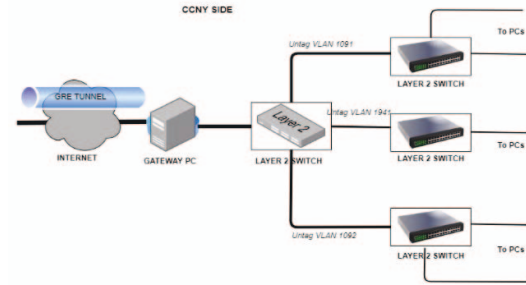 CCNY SIDE
To PCs
Untag VLAN 1091
LAYER 2 SWITCH
GRE TUNNEL
Layer 2
Untag VLAN 1941
INTERNET
GATEWAY PC
LAYER 2 SWITCH
LAYER 2 SWITCH
To PCs
Untag VLAN 1092
LAYER 2 SWITCH
To PCs